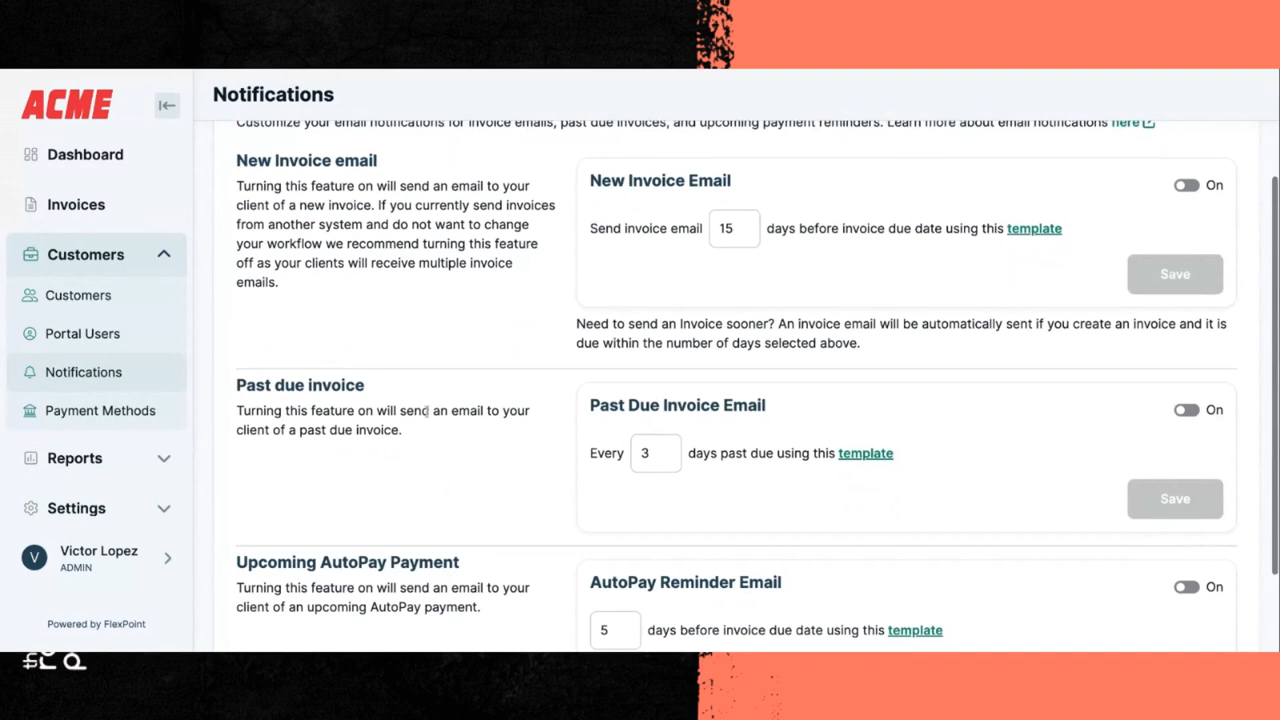 ACME
Notifications
Customize your email notifications for invoice emails, past due invoices, and upcoming payment reminders. Learn more about email notifications here
Dashboard
Invoices
Customers
Customers
Portal Users
Notifications
Payment Methods
Reports
Settings
V
Victor Lopez
ADMIN
Powered by FlexPoint
New Invoice email
Turning this feature on will send an email to your
client of a new invoice. If you currently send invoices
from another system and do not want to change
your workflow we recommend turning this feature
off as your clients will receive multiple invoice
emails.
New Invoice Email
On
Send invoice email 15 days before invoice due date using this template
Save
Need to send an Invoice sooner? An invoice email will be automatically sent if you create an invoice and it is
due within the number of days selected above.
Past due invoice
Turning this feature on will send an email to your
client of a past due invoice.
Past Due Invoice Email
On
Every 3 days past due using this template
Save
Upcoming AutoPay Payment
Turning this feature on will send an email to your
client of an upcoming AutoPay payment.
AutoPay Reminder Email
On
5 days before invoice due date using this template